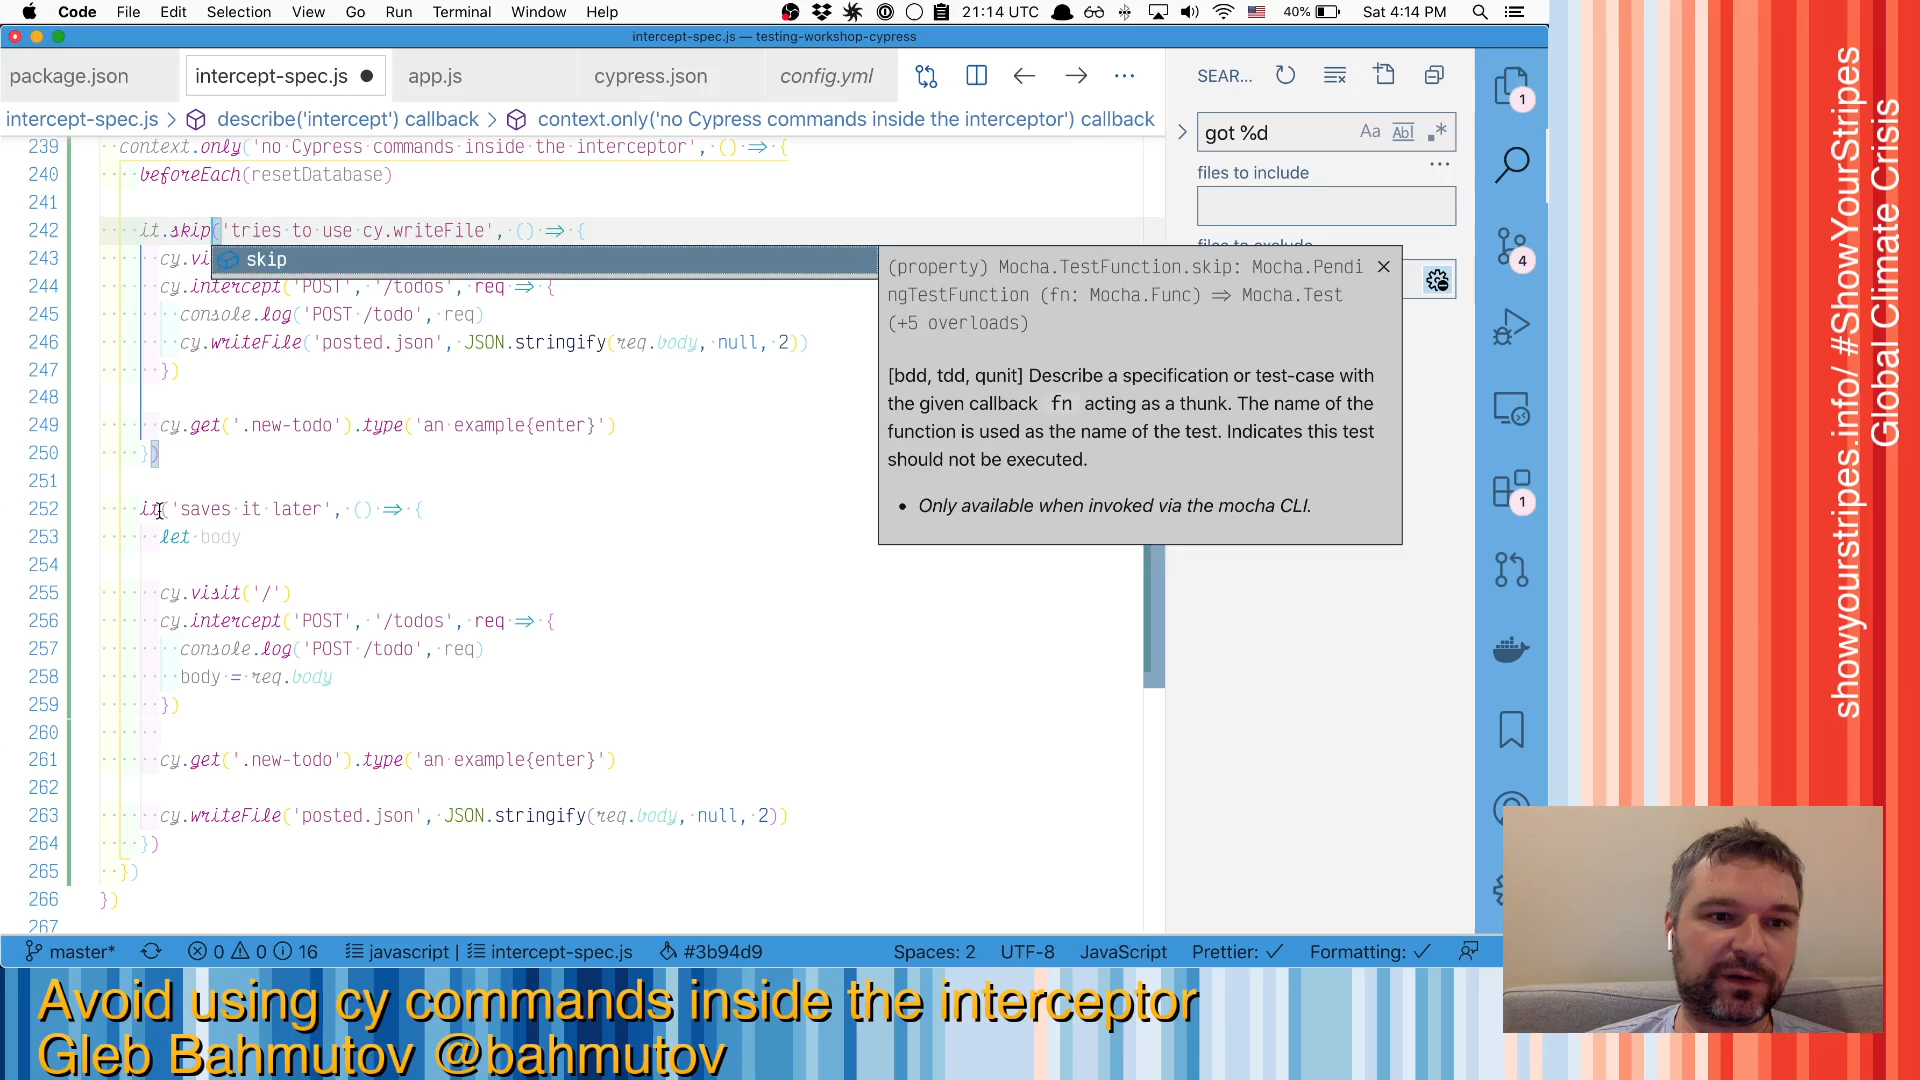 Code File Edit Selection View Go Run Terminal Window Help 21:14 UTC 40% Sat 4:14 PM
intercept-spec.js — testing-workshop-cypress
package.json intercept-spec.js app.js cypress.json config.yml
SEAR...
intercept-spec.js > describe('intercept') callback > context.only('no Cypress commands inside the interceptor') callback
got %d
files to include
239 context.only('no Cypress commands inside the interceptor', () => {
240 beforeEach(resetDatabase)
241
242 it.skip('tries to use cy.writeFile', () => {
243 cy.vi
skip
244 cy.intercept('POST', '/todos', req => {
245 console.log('POST /todo', req)
246 cy.writeFile('posted.json', JSON.stringify(req.body, null, 2))
247 })
248
249 cy.get('.new-todo').type('an example{enter}')
250 })
251
252 it('saves it later', () => {
253 let body
254
255 cy.visit('/')
256 cy.intercept('POST', '/todos', req => {
257 console.log('POST /todo', req)
258 body = req.body
259 })
260
261 cy.get('.new-todo').type('an example{enter}')
262
263 cy.writeFile('posted.json', JSON.stringify(req.body, null, 2))
264 })
265 })
266 })
267
(property) Mocha.TestFunction.skip: Mocha.Pendi
ngTestFunction (fn: Mocha.Func) => Mocha.Test
(+5 overloads)
[bdd, tdd, qunit] Describe a specification or test-case with
the given callback fn acting as a thunk. The name of the
function is used as the name of the test. Indicates this test
should not be executed.
• Only available when invoked via the mocha CLI.
1
4
1
master* 0 0 16 javascript | intercept-spec.js #3b94d9 Spaces: 2 UTF-8 JavaScript Prettier: ✓ Formatting: ✓
Avoid using cy commands inside the interceptor
Gleb Bahmutov @bahmutov
showyourstripes.info/ #ShowYourStripes
Global Climate Crisis